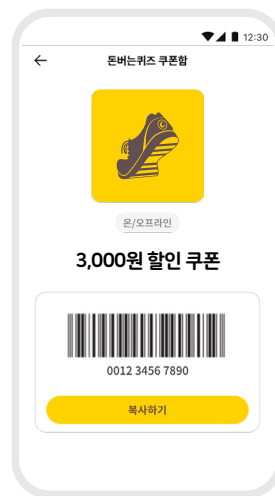 12:30
돈버는퀴즈 쿠폰함
온/오프라인
3,000원 할인 쿠폰
0012 3456 7890
복사하기